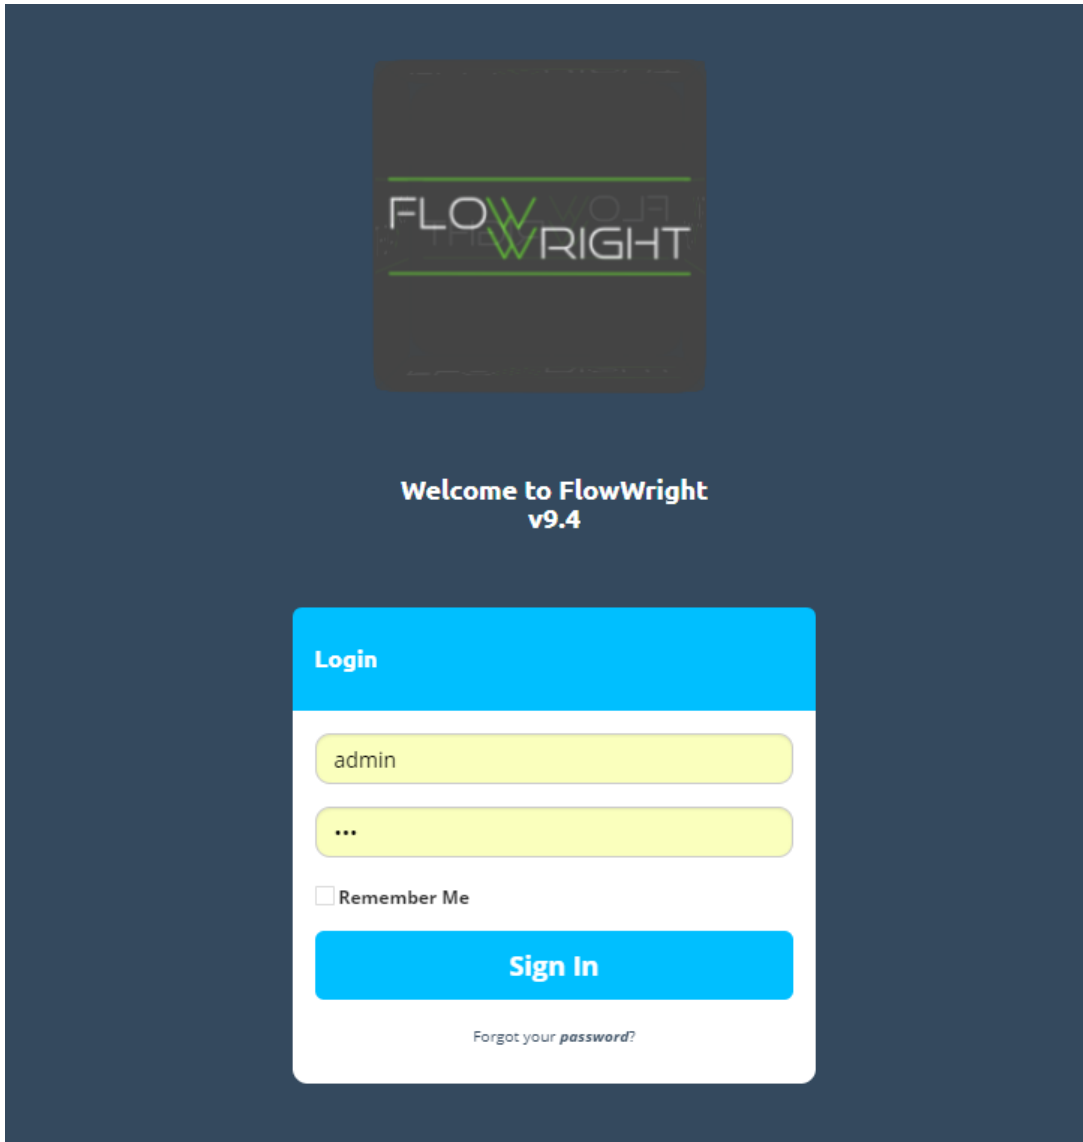 FLOW
WRIGHT
Welcome to FlowWright
v9.4
Login
admin
•••
Remember Me
Sign In
Forgot your password?